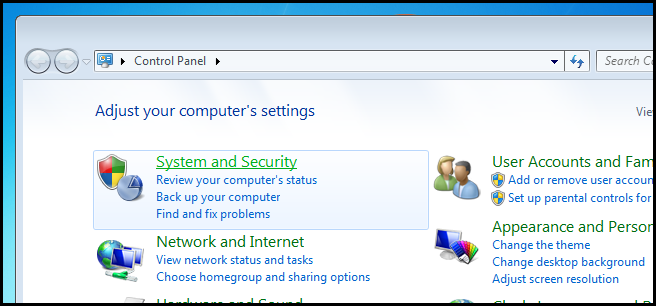 Control Panel
Search Co
Adjust your computer's settings
View
System and Security
Review your computer's status
Back up your computer
Find and fix problems
Network and Internet
View network status and tasks
Choose homegroup and sharing options
Hardware and Sound
User Accounts and Fam
Add or remove user accoun
Set up parental controls for
Appearance and Person
Change the theme
Change desktop background
Adjust screen resolution